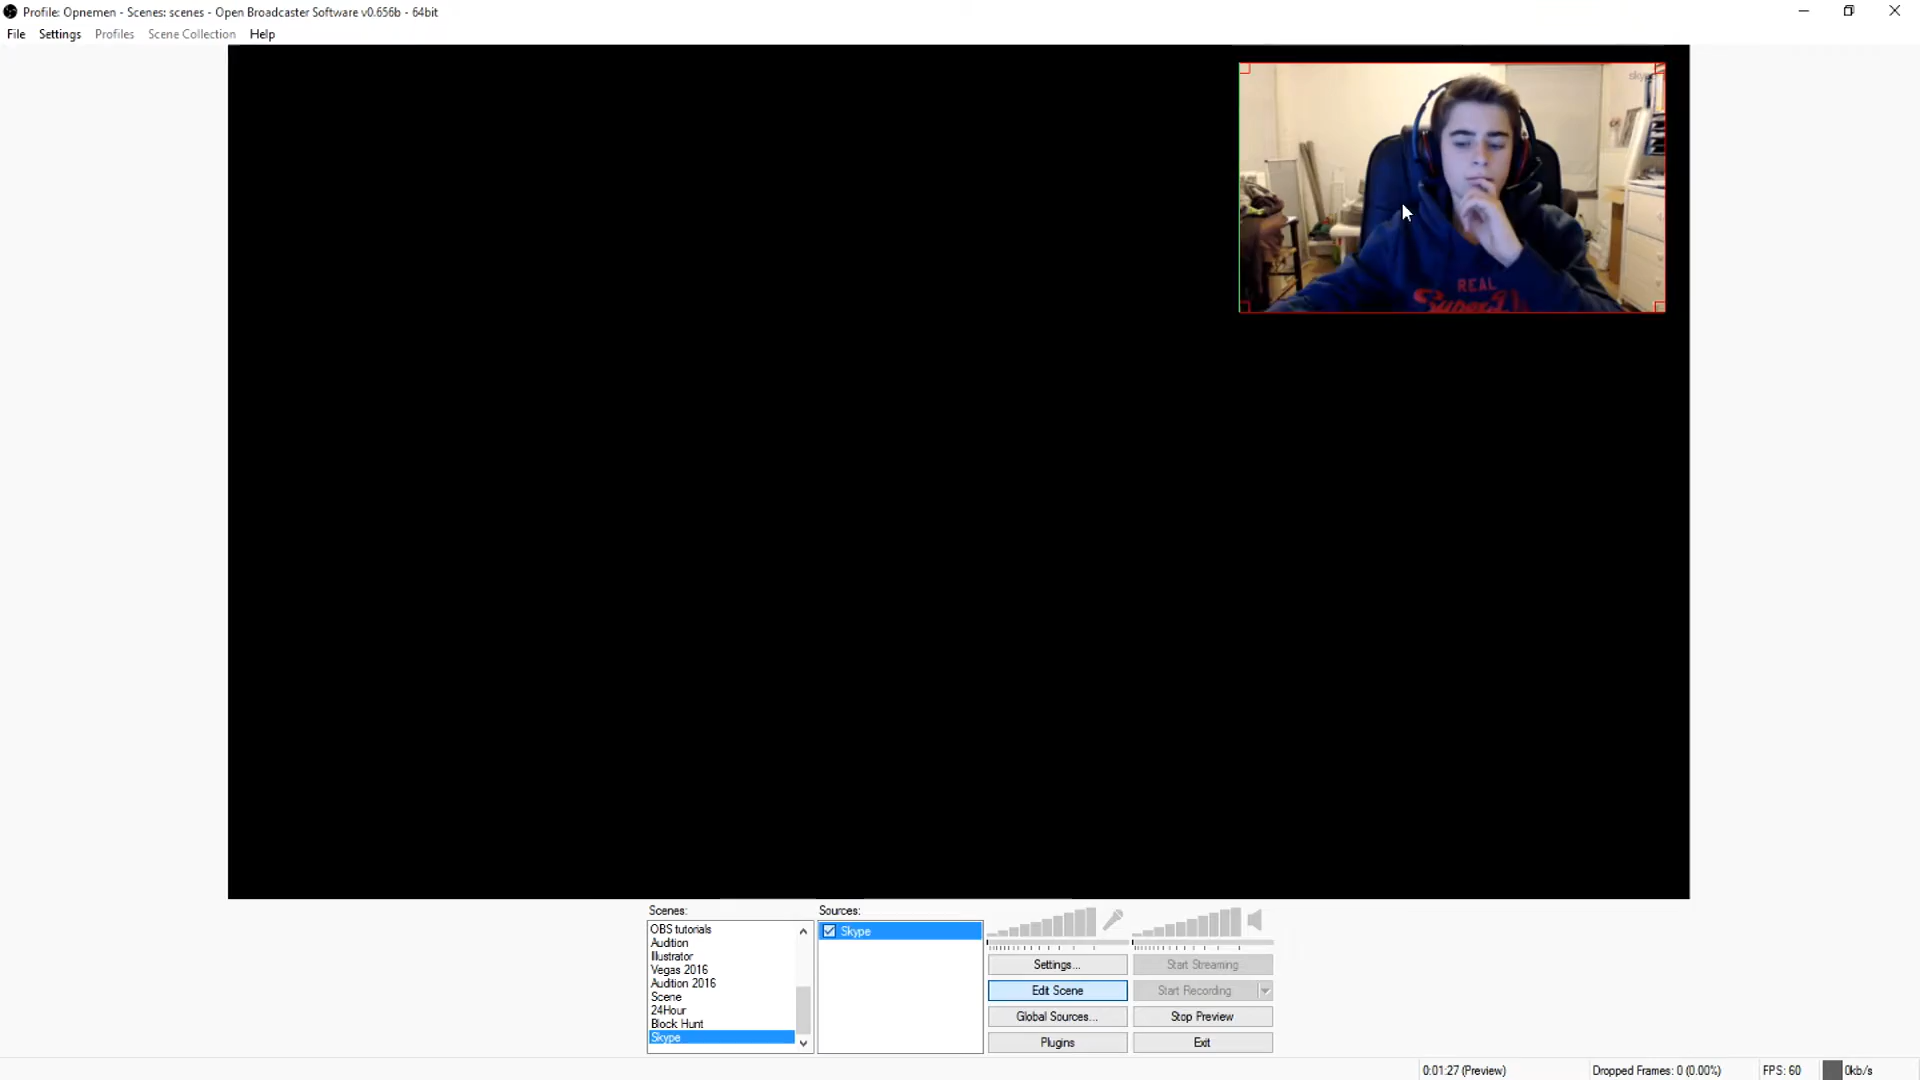 Profile: Opnemen - Scenes: scenes - Open Broadcaster Software v0.656b - 64bit
File Settings Profiles Scene Collection Help
REAL
Scenes:
OBS tutorials
Audition
Illustrator
Vegas 2016
Audition 2016
Scene
24Hour
Block Hunt
Skype
Sources:
Skype
Settings...
Start Streaming
Edit Scene
Start Recording
Global Sources...
Stop Preview
Plugins
Exit
0:01:27 (Preview)
Dropped Frames: 0 (0.00%)
FPS: 60
0kb/s